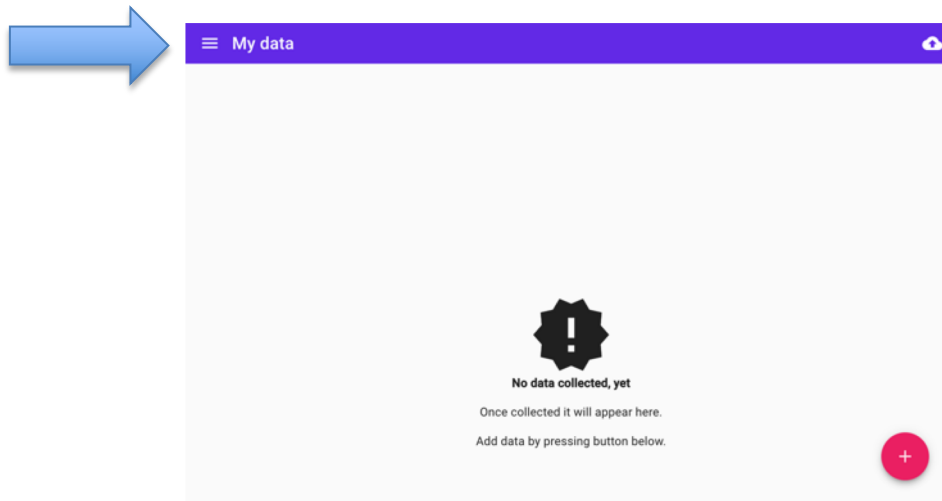 My data
No data collected, yet
Once collected it will appear here.
Add data by pressing button below.